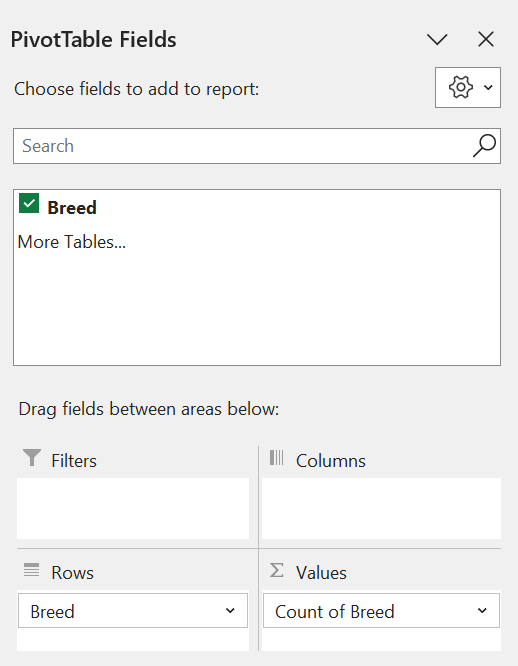 PivotTable Fields
Choose fields to add to report:
Search
Breed
More Tables...
Drag fields between areas below:
Filters
Columns
Rows
Σ Values
Breed
Count of Breed